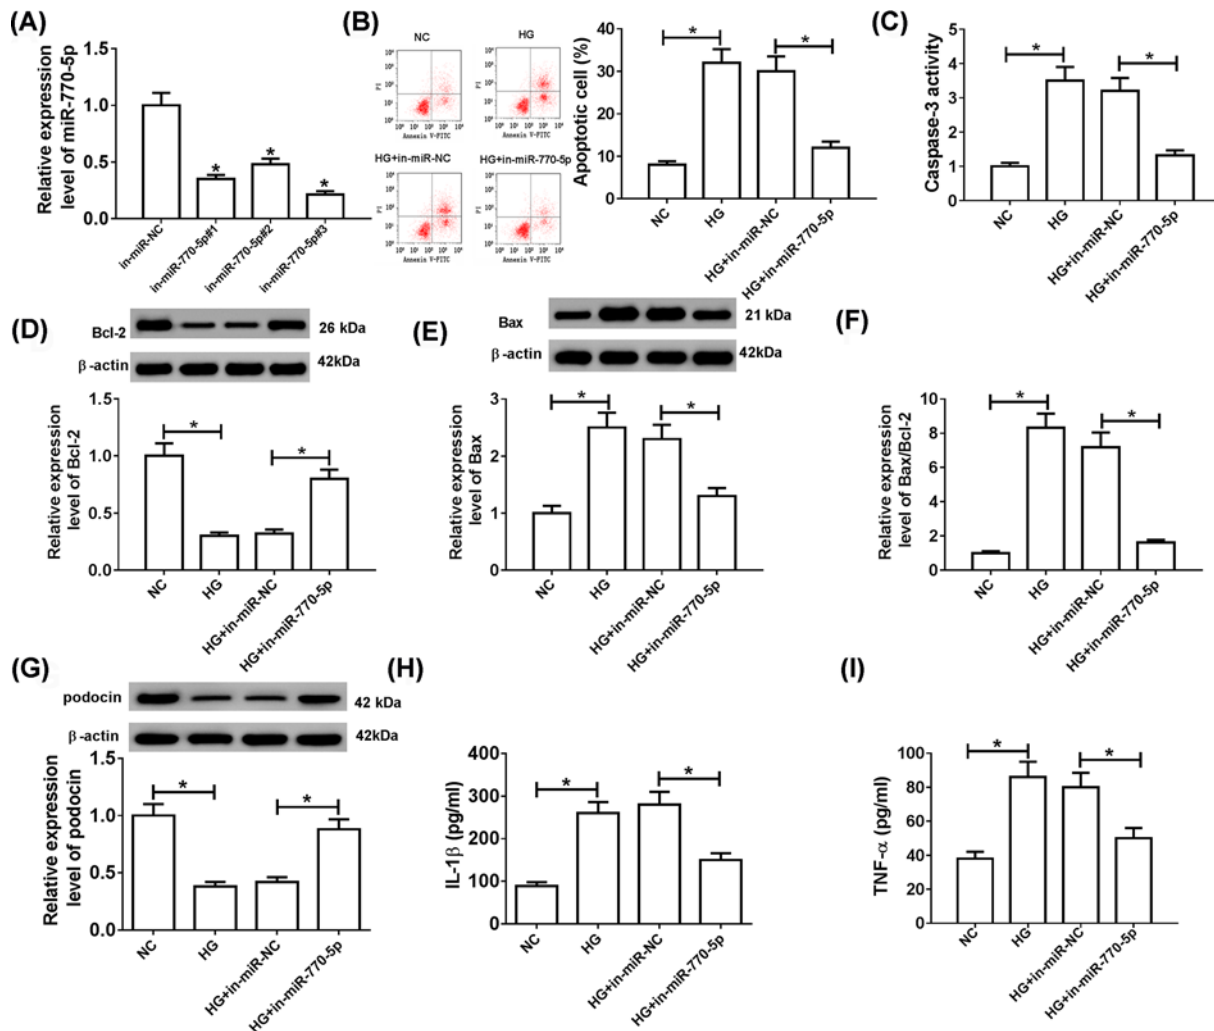 (A)
Relative expression
level of miR-770-5p
1.5
1.0
0.5
0.0
*
*
*
in-miR-NC
in-miR-770-5p#1
in-miR-770-5p#2
in-miR-770-5p#3
(B)
NC
HG
HG+in-miR-NC
HG+in-miR-770-5p
PI
Annexin V-FITC
PI
Annexin V-FITC
PI
Annexin V-FITC
PI
Annexin V-FITC
Apoptotic cell (%)
40
30
20
10
0
*
*
NC
HG
HG+in-miR-NC
HG+in-miR-770-5p
(C)
Caspase-3 activity
5
4
3
2
1
0
*
*
NC
HG
HG+in-miR-NC
HG+in-miR-770-5p
(D)
Bcl-2
26 kDa
β-actin
42kDa
Relative expression
level of Bcl-2
1.5
1.0
0.5
0.0
*
*
NC
HG
HG+in-miR-NC
HG+in-miR-770-5p
(E)
Bax
21 kDa
β-actin
42kDa
Relative expression
level of Bax
3
2
1
0
*
*
NC
HG
HG+in-miR-NC
HG+in-miR-770-5p
(F)
Relative expression
level of Bax/Bcl-2
10
8
6
4
2
0
*
*
NC
HG
HG+in-miR-NC
HG+in-miR-770-5p
(G)
podocin
42 kDa
β-actin
42kDa
Relative expression
level of podocin
1.5
1.0
0.5
0.0
*
*
NC
HG
HG+in-miR-NC
HG+in-miR-770-5p
(H)
IL-1β (pg/ml)
400
300
200
100
0
*
*
NC
HG
HG+in-miR-NC
HG+in-miR-770-5p
(I)
TNF-α (pg/ml)
100
80
60
40
20
0
*
*
NC
HG
HG+in-miR-NC
HG+in-miR-770-5p